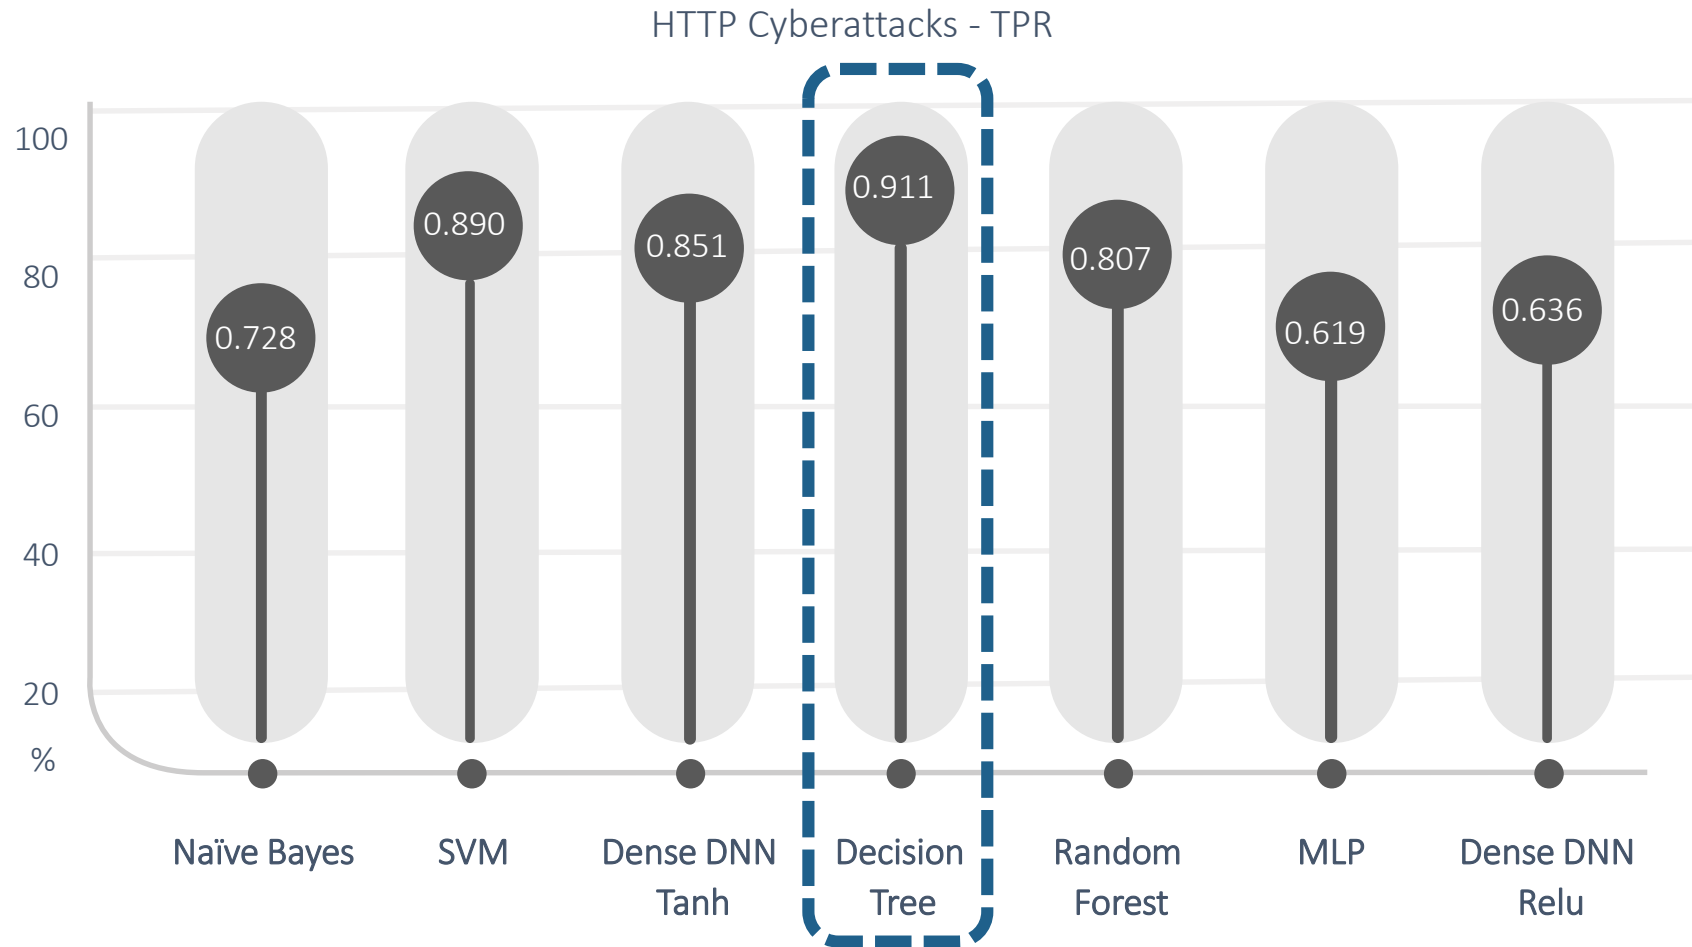 HTTP Cyberattacks - TPR
100
80
60
40
20
%
0.728
0.890
0.851
0.911
0.807
0.619
0.636
Naïve Bayes
SVM
Dense DNN
Tanh
Decision
Tree
Random
Forest
MLP
Dense DNN
Relu